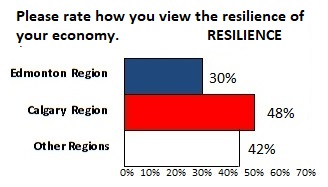 Please rate how you view the resilience of
your economy. RESILIENCE
Edmonton Region 30%
Calgary Region 48%
Other Regions 42%
0% 10% 20% 30% 40% 50% 60% 70%